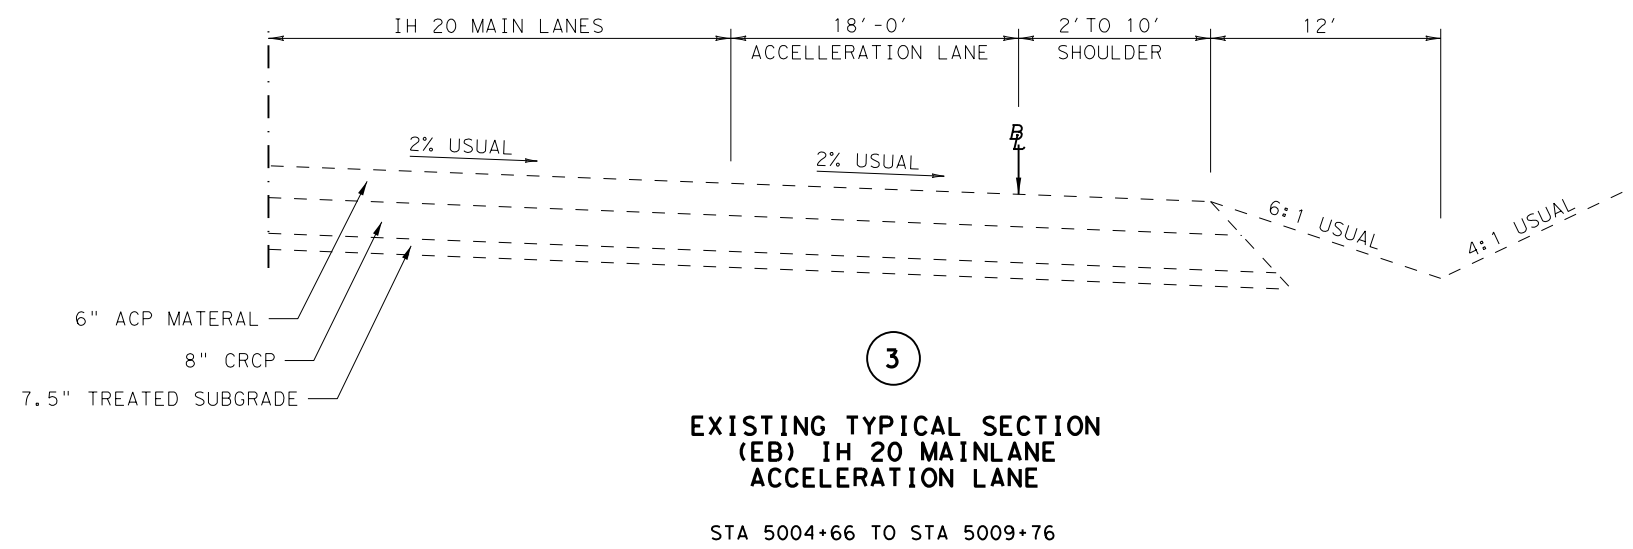 IH 20 MAIN LANES
18'-0'
ACCELLERATION LANE
2' TO 10'
SHOULDER
12'
BL
2% USUAL
2% USUAL
6:1 USUAL
4:1 USUAL
6" ACP MATERAL
8" CRCP
7.5" TREATED SUBGRADE
3
EXISTING TYPICAL SECTION
(EB) IH 20 MAINLANE
ACCELERATION LANE
STA 5004+66 TO STA 5009+76